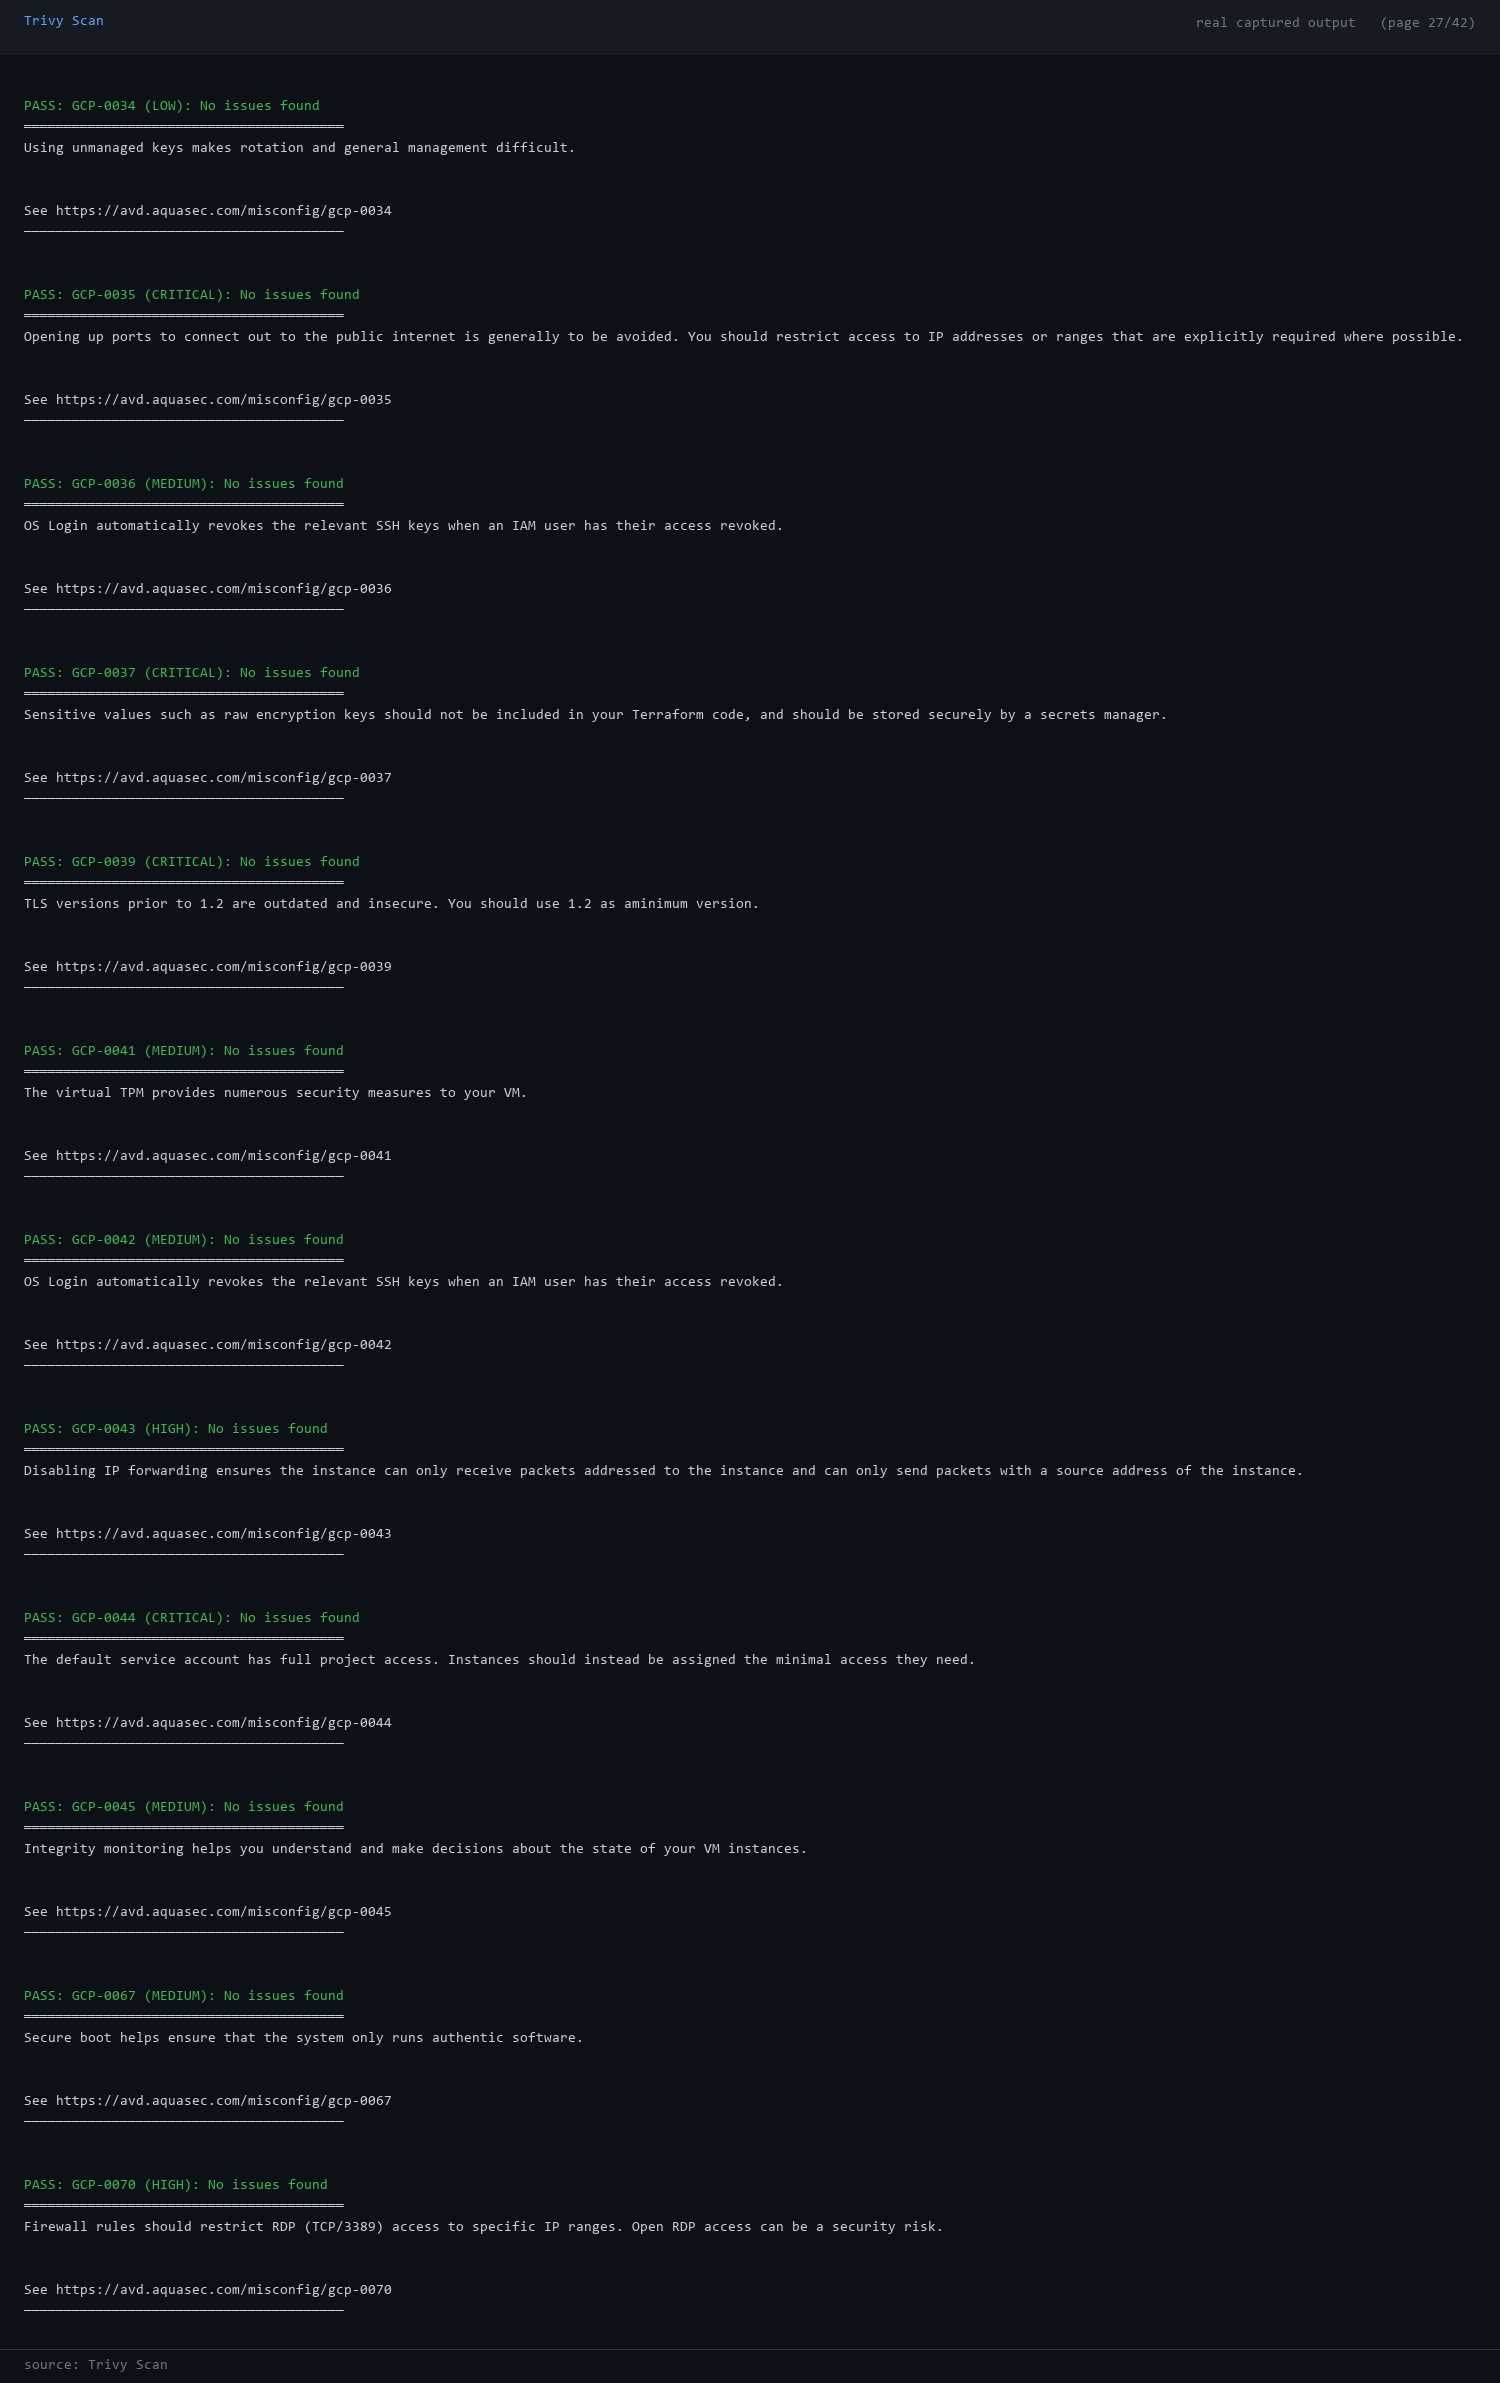 Trivy Scan
real captured output   (page 27/42)
PASS: GCP-0034 (LOW): No issues found
════════════════════════════════════════
Using unmanaged keys makes rotation and general management difficult.
See https://avd.aquasec.com/misconfig/gcp-0034
────────────────────────────────────────
PASS: GCP-0035 (CRITICAL): No issues found
════════════════════════════════════════
Opening up ports to connect out to the public internet is generally to be avoided. You should restrict access to IP addresses or ranges that are explicitly required where possible.
See https://avd.aquasec.com/misconfig/gcp-0035
────────────────────────────────────────
PASS: GCP-0036 (MEDIUM): No issues found
════════════════════════════════════════
OS Login automatically revokes the relevant SSH keys when an IAM user has their access revoked.
See https://avd.aquasec.com/misconfig/gcp-0036
────────────────────────────────────────
PASS: GCP-0037 (CRITICAL): No issues found
════════════════════════════════════════
Sensitive values such as raw encryption keys should not be included in your Terraform code, and should be stored securely by a secrets manager.
See https://avd.aquasec.com/misconfig/gcp-0037
────────────────────────────────────────
PASS: GCP-0039 (CRITICAL): No issues found
════════════════════════════════════════
TLS versions prior to 1.2 are outdated and insecure. You should use 1.2 as aminimum version.
See https://avd.aquasec.com/misconfig/gcp-0039
────────────────────────────────────────
PASS: GCP-0041 (MEDIUM): No issues found
════════════════════════════════════════
The virtual TPM provides numerous security measures to your VM.
See https://avd.aquasec.com/misconfig/gcp-0041
────────────────────────────────────────
PASS: GCP-0042 (MEDIUM): No issues found
════════════════════════════════════════
OS Login automatically revokes the relevant SSH keys when an IAM user has their access revoked.
See https://avd.aquasec.com/misconfig/gcp-0042
────────────────────────────────────────
PASS: GCP-0043 (HIGH): No issues found
════════════════════════════════════════
Disabling IP forwarding ensures the instance can only receive packets addressed to the instance and can only send packets with a source address of the instance.
See https://avd.aquasec.com/misconfig/gcp-0043
────────────────────────────────────────
PASS: GCP-0044 (CRITICAL): No issues found
════════════════════════════════════════
The default service account has full project access. Instances should instead be assigned the minimal access they need.
See https://avd.aquasec.com/misconfig/gcp-0044
────────────────────────────────────────
PASS: GCP-0045 (MEDIUM): No issues found
════════════════════════════════════════
Integrity monitoring helps you understand and make decisions about the state of your VM instances.
See https://avd.aquasec.com/misconfig/gcp-0045
────────────────────────────────────────
PASS: GCP-0067 (MEDIUM): No issues found
════════════════════════════════════════
Secure boot helps ensure that the system only runs authentic software.
See https://avd.aquasec.com/misconfig/gcp-0067
────────────────────────────────────────
PASS: GCP-0070 (HIGH): No issues found
════════════════════════════════════════
Firewall rules should restrict RDP (TCP/3389) access to specific IP ranges. Open RDP access can be a security risk.
See https://avd.aquasec.com/misconfig/gcp-0070
────────────────────────────────────────
source: Trivy Scan